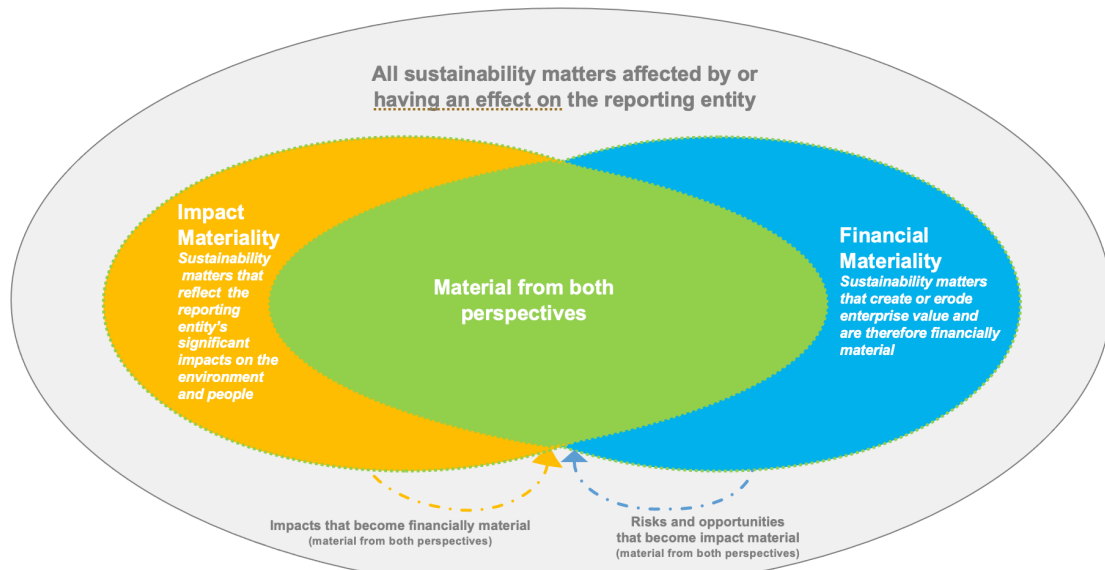 All sustainability matters affected by or
having an effect on the reporting entity
Impact
Materiality
Sustainability
matters that
reflect the
reporting
entity's
significant
impacts on the
environment
and people
Material from both
perspectives
Financial
Materiality
Sustainability matters
that create or erode
enterprise value and
are therefore financially
material
Impacts that become financially material
(material from both perspectives)
Risks and opportunities
that become impact material
(material from both perspectives)